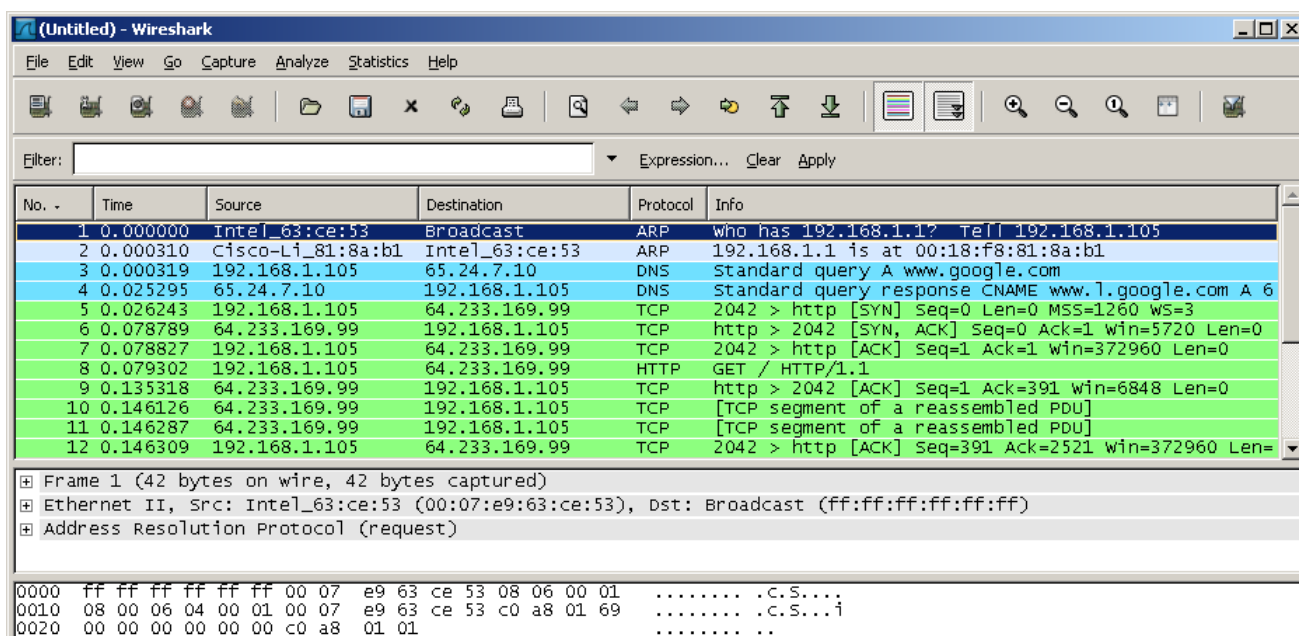 (Untitled) - Wireshark
File Edit View Go Capture Analyze Statistics Help
Filter: Expression... Clear Apply
No. Time Source Destination Protocol Info
1 0.000000 Intel_63:ce:53 Broadcast ARP Who has 192.168.1.1? Tell 192.168.1.105
2 0.000310 Cisco-Li_81:8a:b1 Intel_63:ce:53 ARP 192.168.1.1 is at 00:18:f8:81:8a:b1
3 0.000319 192.168.1.105 65.24.7.10 DNS Standard query A www.google.com
4 0.025295 65.24.7.10 192.168.1.105 DNS Standard query response CNAME www.l.google.com A 6
5 0.026243 192.168.1.105 64.233.169.99 TCP 2042 > http [SYN] Seq=0 Len=0 MSS=1260 WS=3
6 0.078789 64.233.169.99 192.168.1.105 TCP http > 2042 [SYN, ACK] Seq=0 Ack=1 Win=5720 Len=0
7 0.078827 192.168.1.105 64.233.169.99 TCP 2042 > http [ACK] Seq=1 Ack=1 Win=372960 Len=0
8 0.079302 192.168.1.105 64.233.169.99 HTTP GET / HTTP/1.1
9 0.135318 64.233.169.99 192.168.1.105 TCP http > 2042 [ACK] Seq=1 Ack=391 Win=6848 Len=0
10 0.146126 64.233.169.99 192.168.1.105 TCP [TCP segment of a reassembled PDU]
11 0.146287 64.233.169.99 192.168.1.105 TCP [TCP segment of a reassembled PDU]
12 0.146309 192.168.1.105 64.233.169.99 TCP 2042 > http [ACK] Seq=391 Ack=2521 Win=372960 Len=
Frame 1 (42 bytes on wire, 42 bytes captured)
Ethernet II, Src: Intel_63:ce:53 (00:07:e9:63:ce:53), Dst: Broadcast (ff:ff:ff:ff:ff:ff)
Address Resolution Protocol (request)
0000 ff ff ff ff ff ff 00 07 e9 63 ce 53 08 06 00 01 ........ .c.S....
0010 08 00 06 04 00 01 00 07 e9 63 ce 53 c0 a8 01 69 ........ .c.S...i
0020 00 00 00 00 00 00 c0 a8 01 01 ........ ..